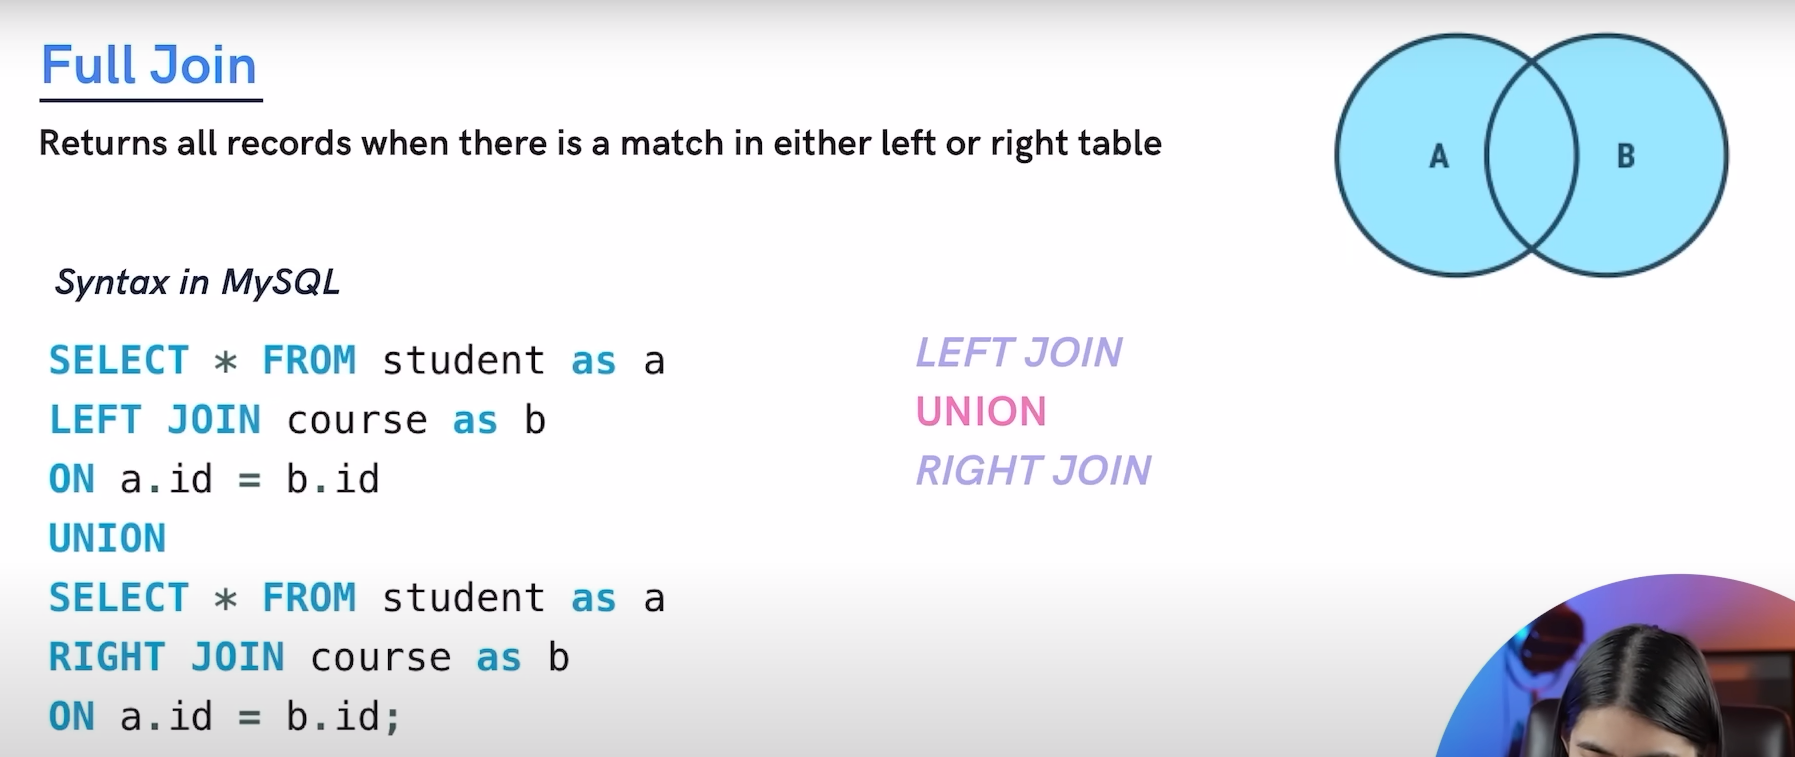 Full Join
Returns all records when there is a match in either left or right table
A
B
Syntax in MySQL
SELECT * FROM student as a
LEFT JOIN course as b
ON a.id = b.id
UNION
SELECT * FROM student as a
RIGHT JOIN course as b
ON a.id = b.id;
LEFT JOIN
UNION
RIGHT JOIN